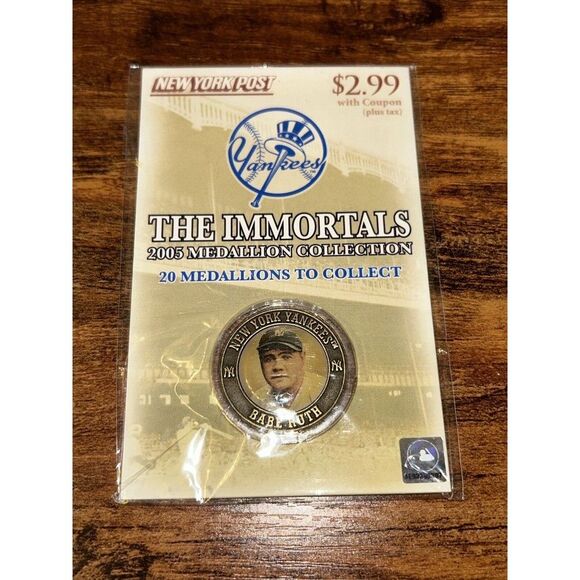 NEW YORK POST
$2.99
with Coupon
(plus tax)
Yankees
THE IMMORTALS
2005 MEDALLION COLLECTION
20 MEDALLIONS TO COLLECT
NEW YORK YANKEES™
NY NY
BABE RUTH